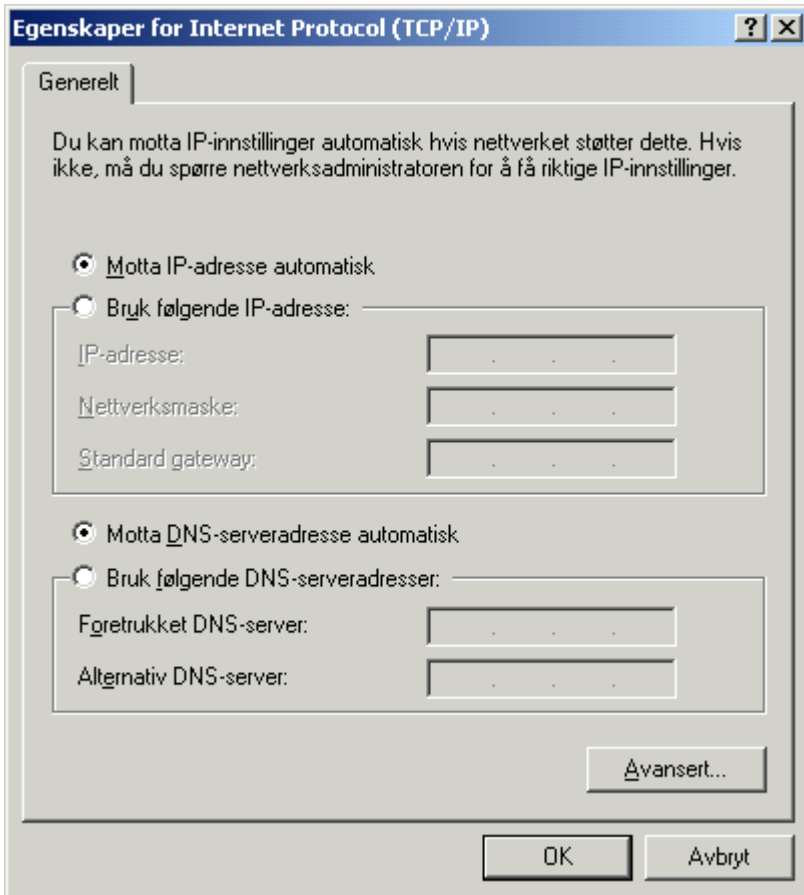 Egenskaper for Internet Protocol (TCP/IP)
Generelt
Du kan motta IP-innstillinger automatisk hvis nettverket støtter dette. Hvis
ikke, må du spørre nettverksadministratoren for å få riktige IP-innstillinger.
Motta IP-adresse automatisk
Bruk følgende IP-adresse:
IP-adresse:
Nettverksmaske:
Standard gateway:
Motta DNS-serveradresse automatisk
Bruk følgende DNS-serveradresser:
Foretrukket DNS-server:
Alternativ DNS-server:
Avansert...
OK Avbryt